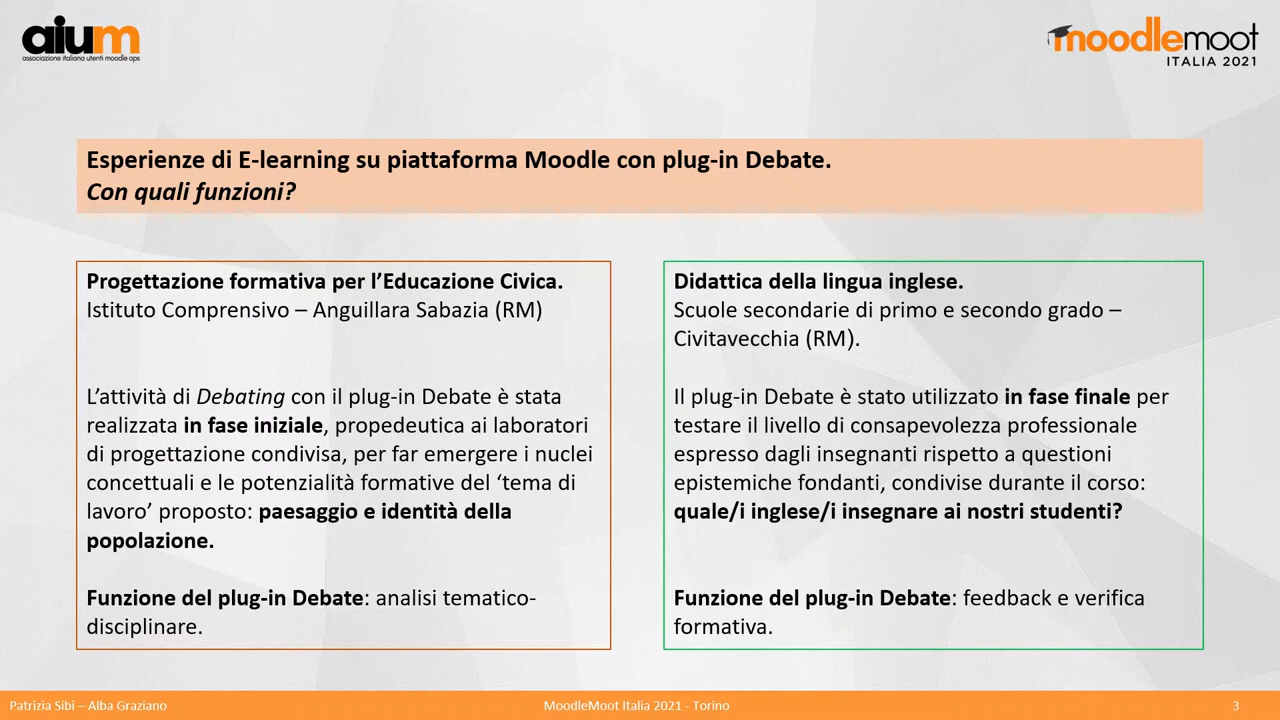 aium
associazione italiana utenti moodle aps
moodlemoot
ITALIA 2021
Esperienze di E-learning su piattaforma Moodle con plug-in Debate.
Con quali funzioni?
Progettazione formativa per l’Educazione Civica.
Istituto Comprensivo – Anguillara Sabazia (RM)
L’attività di Debating con il plug-in Debate è stata
realizzata in fase iniziale, propedeutica ai laboratori
di progettazione condivisa, per far emergere i nuclei
concettuali e le potenzialità formative del ‘tema di
lavoro’ proposto: paesaggio e identità della
popolazione.
Funzione del plug-in Debate: analisi tematico-
disciplinare.
Didattica della lingua inglese.
Scuole secondarie di primo e secondo grado –
Civitavecchia (RM).
Il plug-in Debate è stato utilizzato in fase finale per
testare il livello di consapevolezza professionale
espresso dagli insegnanti rispetto a questioni
epistemiche fondanti, condivise durante il corso:
quale/i inglese/i insegnare ai nostri studenti?
Funzione del plug-in Debate: feedback e verifica
formativa.
Patrizia Sibi – Alba Graziano
MoodleMoot Italia 2021 - Torino
3